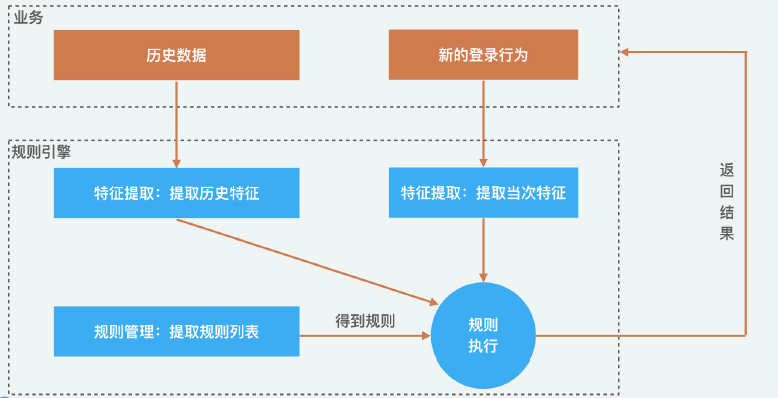 业务
历史数据
新的登录行为
规则引擎
特征提取：提取历史特征
特征提取：提取当次特征
规则管理：提取规则列表
得到规则
规则
执行
返
回
结
果